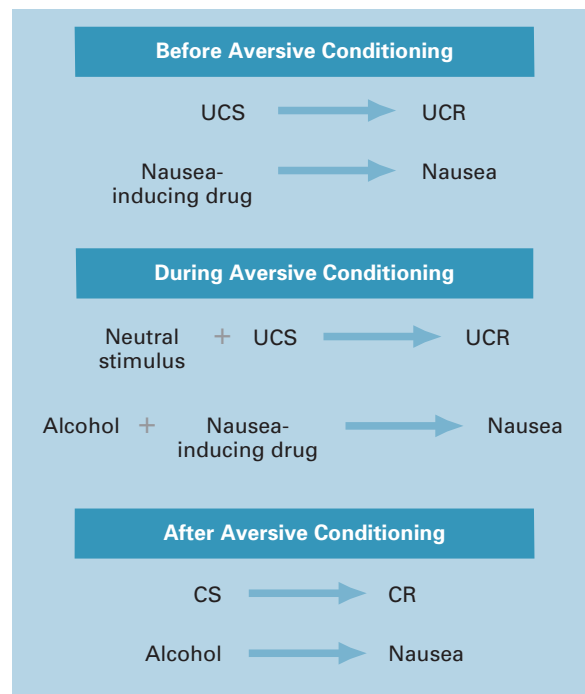 Before Aversive Conditioning
UCS UCR
Nausea- Nausea
inducing drug
During Aversive Conditioning
Neutral + UCS UCR
stimulus
Alcohol + Nausea- Nausea
inducing drug
After Aversive Conditioning
CS CR
Alcohol Nausea